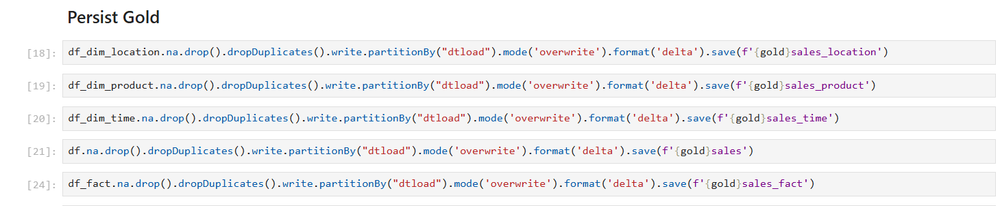 Persist Gold
[18]: df_dim_location.na.drop().dropDuplicates().write.partitionBy("dtload").mode('overwrite').format('delta').save(f'{gold}sales_location')
[19]: df_dim_product.na.drop().dropDuplicates().write.partitionBy("dtload").mode('overwrite').format('delta').save(f'{gold}sales_product')
[20]: df_dim_time.na.drop().dropDuplicates().write.partitionBy("dtload").mode('overwrite').format('delta').save(f'{gold}sales_time')
[21]: df.na.drop().dropDuplicates().write.partitionBy("dtload").mode('overwrite').format('delta').save(f'{gold}sales')
[24]: df_fact.na.drop().dropDuplicates().write.partitionBy("dtload").mode('overwrite').format('delta').save(f'{gold}sales_fact')